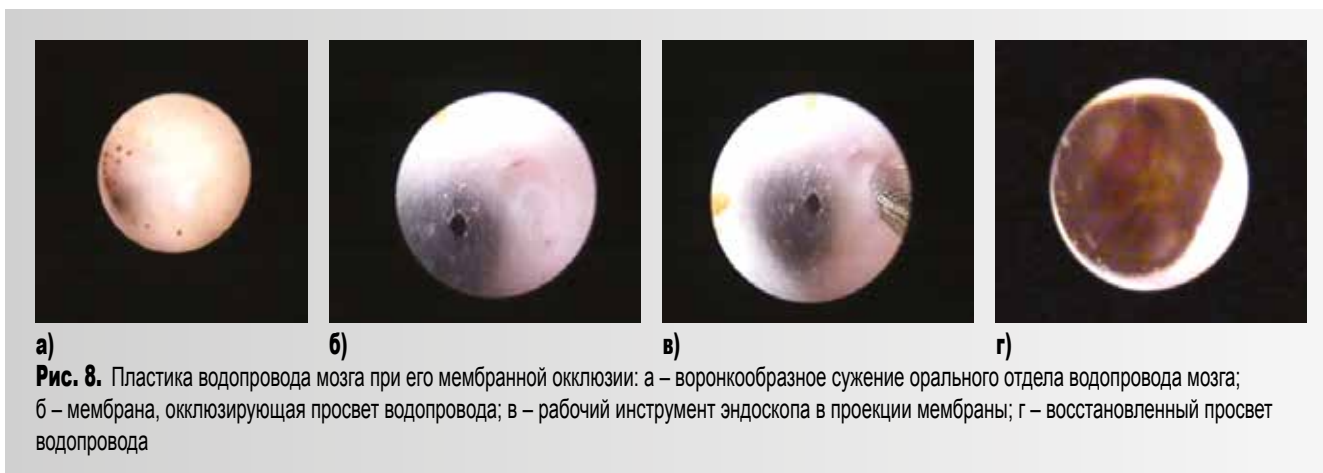 а) б) в) г)
Рис. 8. Пластика водопровода мозга при его мембранной окклюзии: а – воронкообразное сужение орального отдела водопровода мозга;
б – мембрана, окклюзирующая просвет водопровода; в – рабочий инструмент эндоскопа в проекции мембраны; г – восстановленный просвет
водопровода